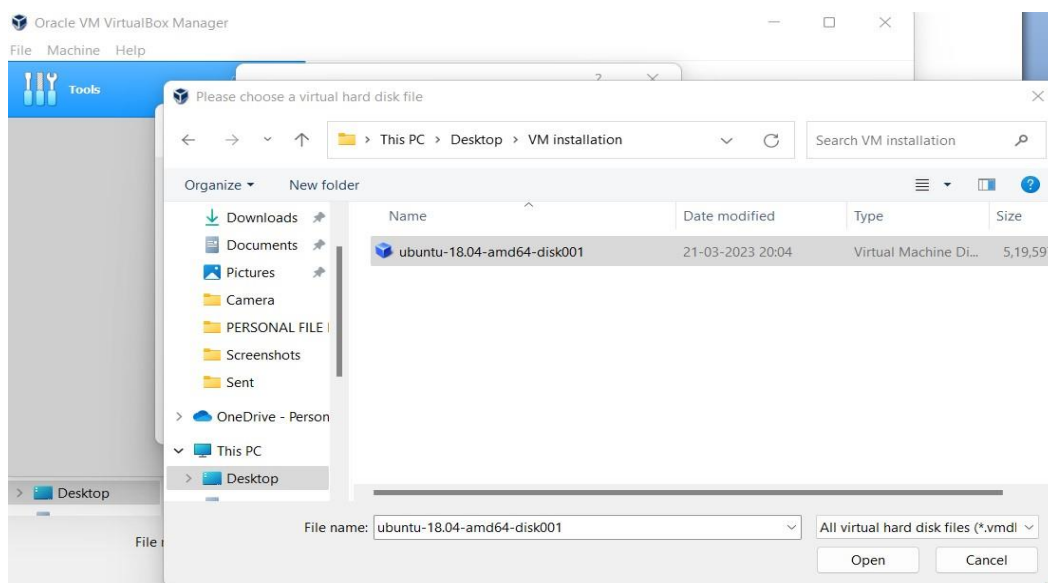 Oracle VM VirtualBox Manager
File Machine Help
Tools
?
Please choose a virtual hard disk file
This PC > Desktop > VM installation
Search VM installation
Organize
New folder
Name
Date modified
Type
Size
Downloads
Documents
Pictures
Camera
PERSONAL FILE
Screenshots
Sent
OneDrive - Person
This PC
Desktop
ubuntu-18.04-amd64-disk001 21-03-2023 20:04 Virtual Machine Di... 5,19,59
Desktop
File name: ubuntu-18.04-amd64-disk001
All virtual hard disk files (*.vmd
Open
Cancel